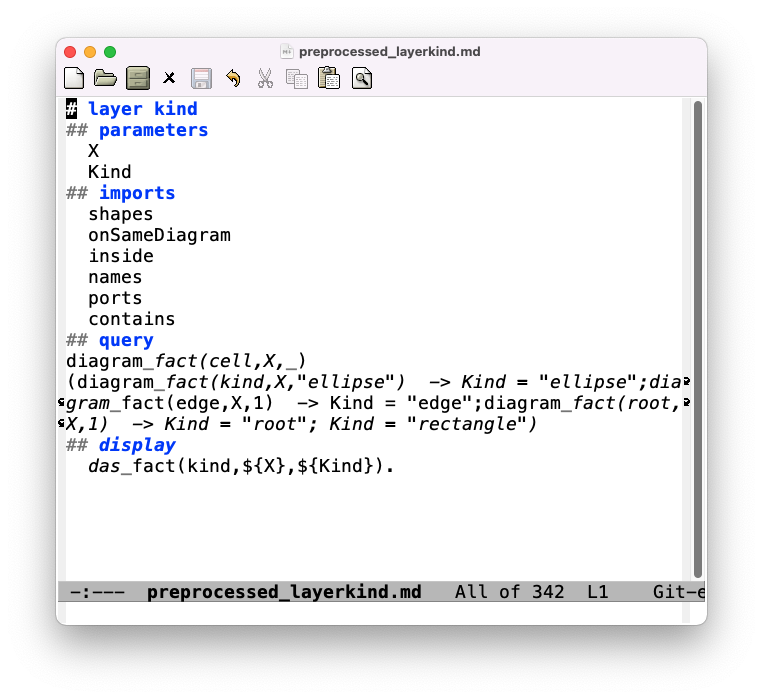 preprocessed_layerkind.md
# layer kind
## parameters
  X
  Kind
## imports
  shapes
  onSameDiagram
  inside
  names
  ports
  contains
## query
diagram_fact(cell,X,_)
(diagram_fact(kind,X,"ellipse")  -> Kind = "ellipse";dia
gram_fact(edge,X,1)  -> Kind = "edge";diagram_fact(root,
X,1)  -> Kind = "root"; Kind = "rectangle")
## display
  das_fact(kind,${X},${Kind}).
-:---  preprocessed_layerkind.md   All of 342  L1    Git-e